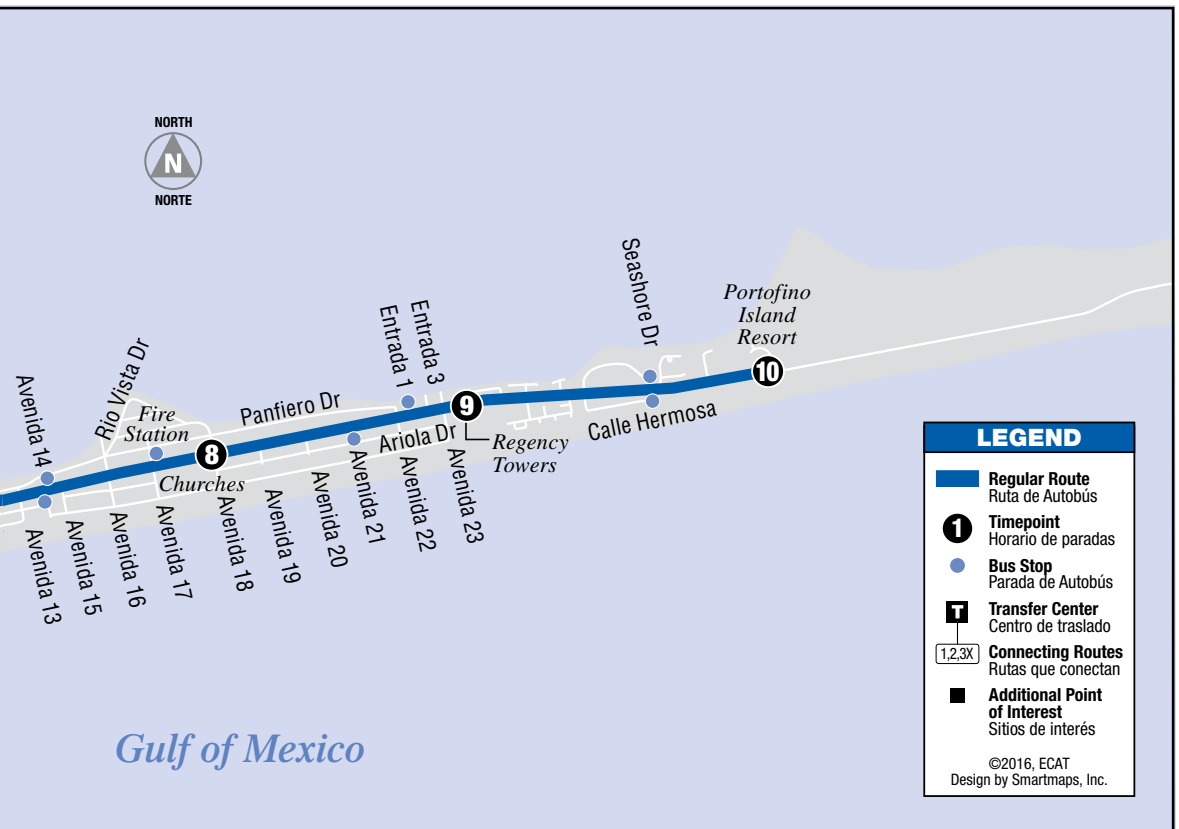 NORTH
N
NORTE
Seashore Dr
Portofino
Island
Resort
10
Entrada 3
Entrada 1
9
Regency
Towers
Calle Hermosa
Rio Vista Dr
Panfiero Dr
Ariola Dr
Fire
Station
8
Churches
Avenida 14
Avenida 13
Avenida 15
Avenida 16
Avenida 17
Avenida 18
Avenida 19
Avenida 20
Avenida 21
Avenida 22
Avenida 23
Gulf of Mexico
LEGEND
Regular Route
Ruta de Autobús
1
Timepoint
Horario de paradas
Bus Stop
Parada de Autobús
T
Transfer Center
Centro de traslado
1,2,3X
Connecting Routes
Rutas que conectan
Additional Point
of Interest
Sitios de interés
©2016, ECAT
Design by Smartmaps, Inc.